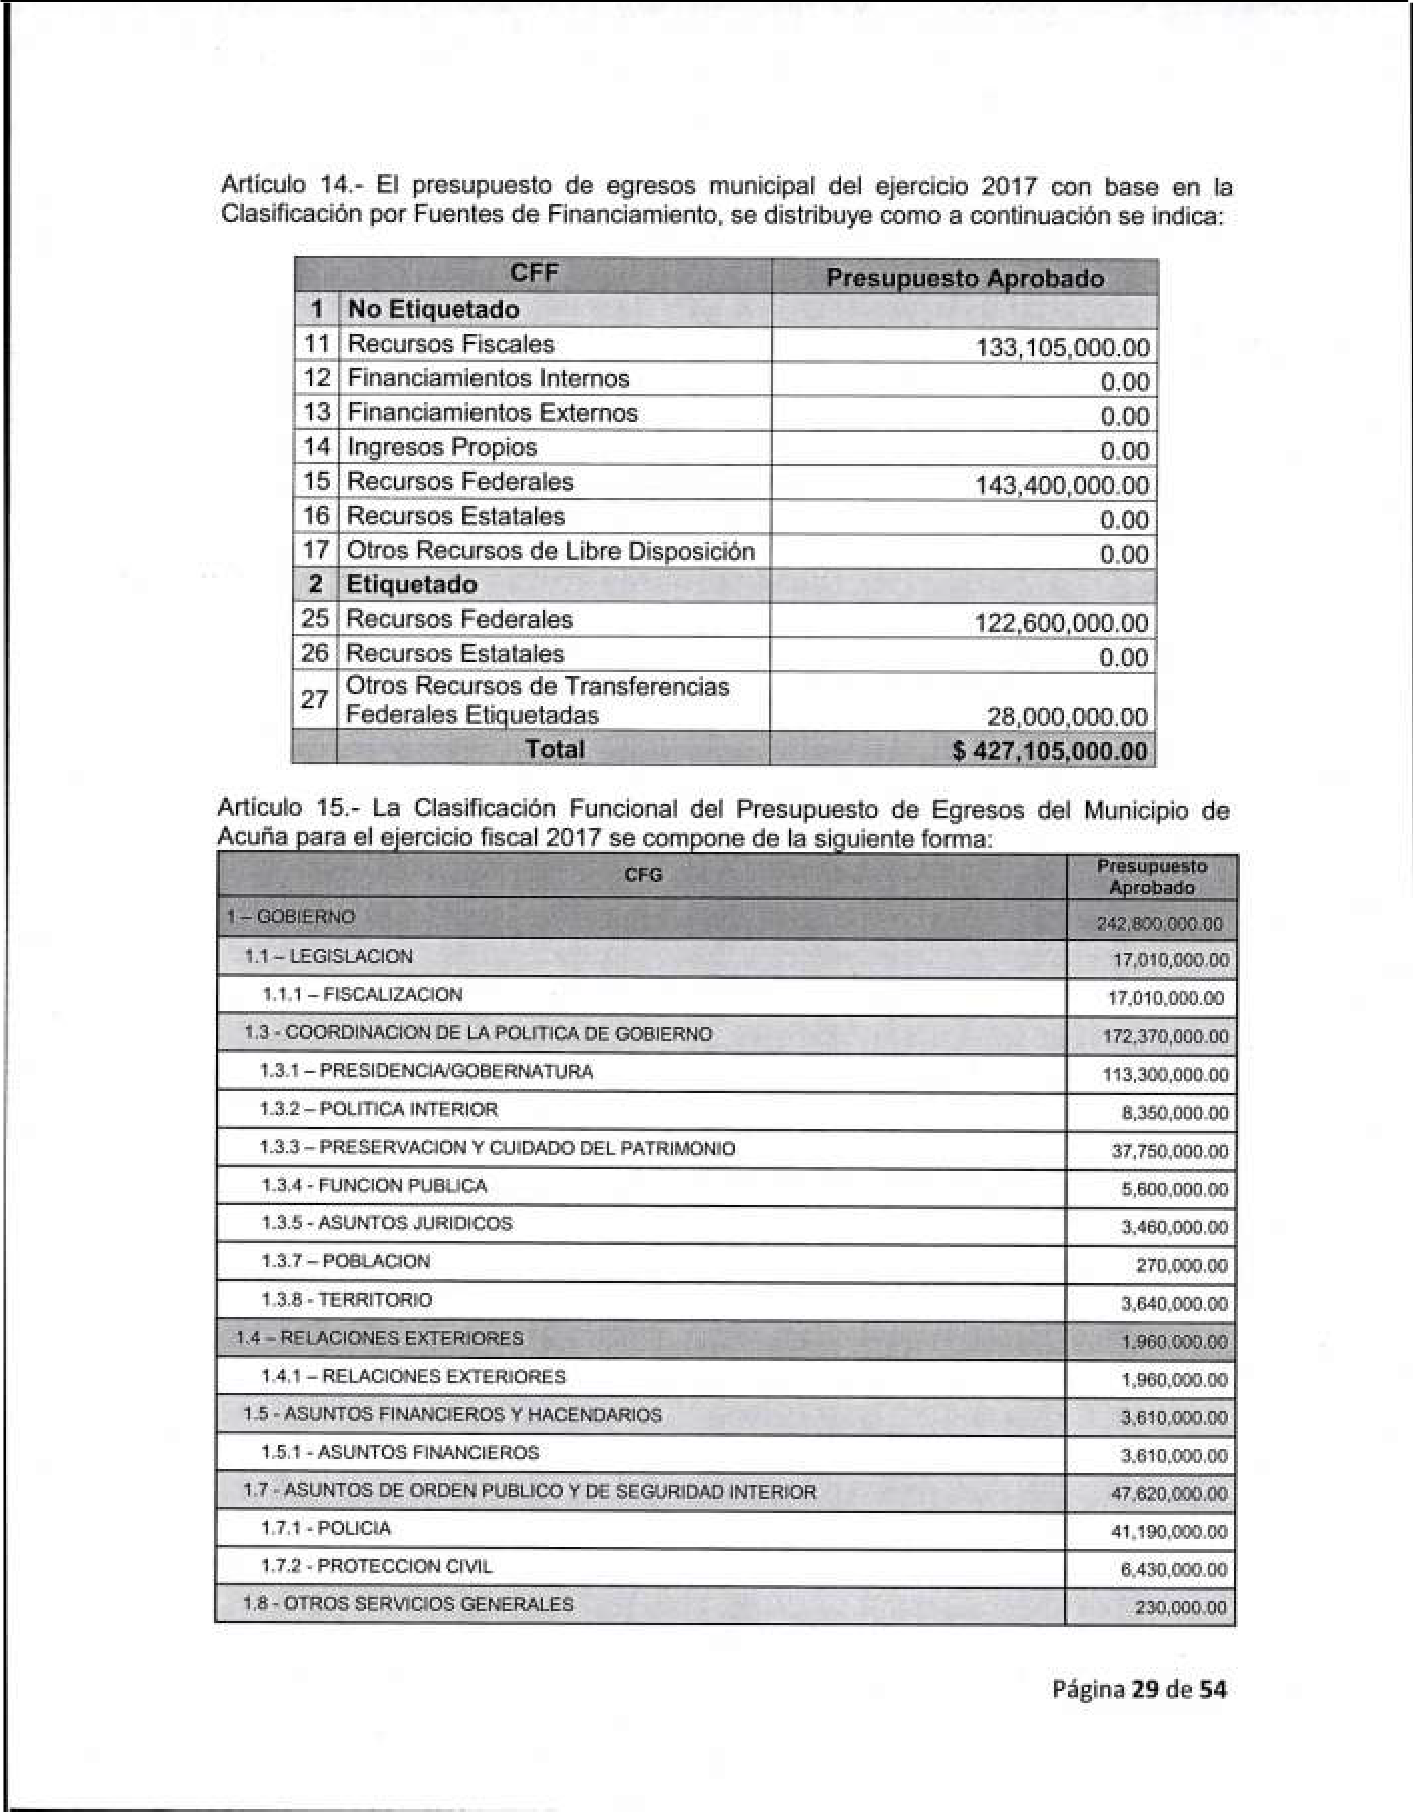 Artículo 14.- El presupuesto de egresos municipal del ejercicio 2017 con base en la
Clasificación por Fuentes de Financiamiento, se distribuye como a continuación se indica:
CFF Presupuesto Aprobado
1 No Etiquetado
11 Recursos Fiscales 133,105,000.00
12 Financiamientos Internos 0.00
13 Financiamientos Externos 0.00
14 Ingresos Propios 0.00
15 Recursos Federales 143,400,000.00
16 Recursos Estatales 0.00
17 Otros Recursos de Libre Disposición 0.00
2 Etiquetado
25 Recursos Federales 122,600,000.00
26 Recursos Estatales 0.00
27 Otros Recursos de Transferencias
Federales Etiquetadas 28,000,000.00
Total $ 427,105,000.00
Artículo 15.- La Clasificación Funcional del Presupuesto de Egresos del Municipio de
Acuña para el ejercicio fiscal 2017 se compone de la siguiente forma:
CFG Presupuesto
Aprobado
1 – GOBIERNO 242,800,000.00
1.1 – LEGISLACION 17,010,000.00
1.1.1 – FISCALIZACION 17,010,000.00
1.3 - COORDINACION DE LA POLITICA DE GOBIERNO 172,370,000.00
1.3.1 – PRESIDENCIA/GOBERNATURA 113,300,000.00
1.3.2 – POLITICA INTERIOR 8,350,000.00
1.3.3 – PRESERVACION Y CUIDADO DEL PATRIMONIO 37,750,000.00
1.3.4 - FUNCION PUBLICA 5,600,000.00
1.3.5 - ASUNTOS JURIDICOS 3,460,000.00
1.3.7 – POBLACION 270,000.00
1.3.8 - TERRITORIO 3,640,000.00
1.4 – RELACIONES EXTERIORES 1,960,000.00
1.4.1 – RELACIONES EXTERIORES 1,960,000.00
1.5 - ASUNTOS FINANCIEROS Y HACENDARIOS 3,610,000.00
1.5.1 - ASUNTOS FINANCIEROS 3,610,000.00
1.7 - ASUNTOS DE ORDEN PUBLICO Y DE SEGURIDAD INTERIOR 47,620,000.00
1.7.1 - POLICIA 41,190,000.00
1.7.2 - PROTECCION CIVIL 6,430,000.00
1.8 - OTROS SERVICIOS GENERALES 230,000.00
Página 29 de 54